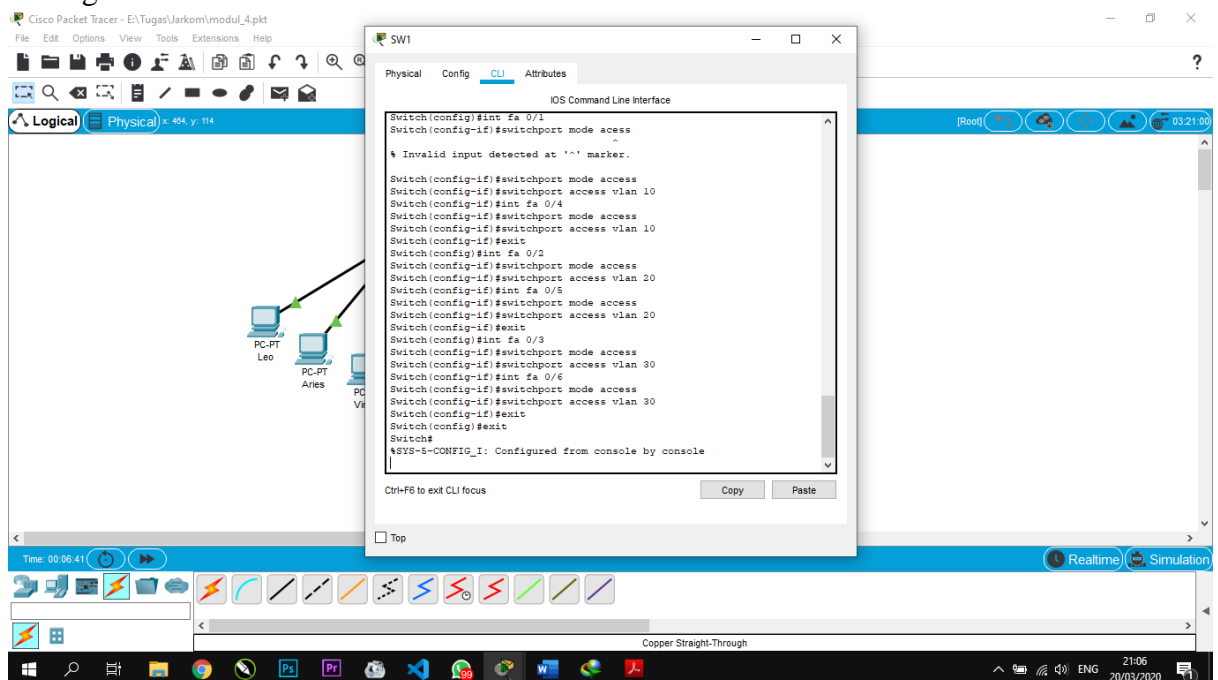 Cisco Packet Tracer - E:\Tugas\Jarkom\modul_4.pkt
File Edit Options View Tools Extensions Help
SW1
Physical Config CLI Attributes
IOS Command Line Interface
Logical
Physical
x: 464, y: 114
[Root]
03:21:00
Switch(config)#int fa 0/1
Switch(config-if)#switchport mode acess
^
% Invalid input detected at '^' marker.
Switch(config-if)#switchport mode access
Switch(config-if)#switchport access vlan 10
Switch(config-if)#int fa 0/4
Switch(config-if)#switchport mode access
Switch(config-if)#switchport access vlan 10
Switch(config-if)#exit
Switch(config)#int fa 0/2
Switch(config-if)#switchport mode access
Switch(config-if)#switchport access vlan 20
Switch(config-if)#int fa 0/5
Switch(config-if)#switchport mode access
Switch(config-if)#switchport access vlan 20
Switch(config-if)#exit
Switch(config)#int fa 0/3
Switch(config-if)#switchport mode access
Switch(config-if)#switchport access vlan 30
Switch(config-if)#int fa 0/6
Switch(config-if)#switchport mode access
Switch(config-if)#switchport access vlan 30
Switch(config-if)#exit
Switch(config)#exit
Switch#
%SYS-5-CONFIG_I: Configured from console by console
PC-PT
Leo
PC-PT
Aries
Ctrl+F6 to exit CLI focus
Copy
Paste
Top
Time: 00:06:41
Realtime
Simulation
Copper Straight-Through
Ps
Pr
99
ENG
21:06
20/03/2020